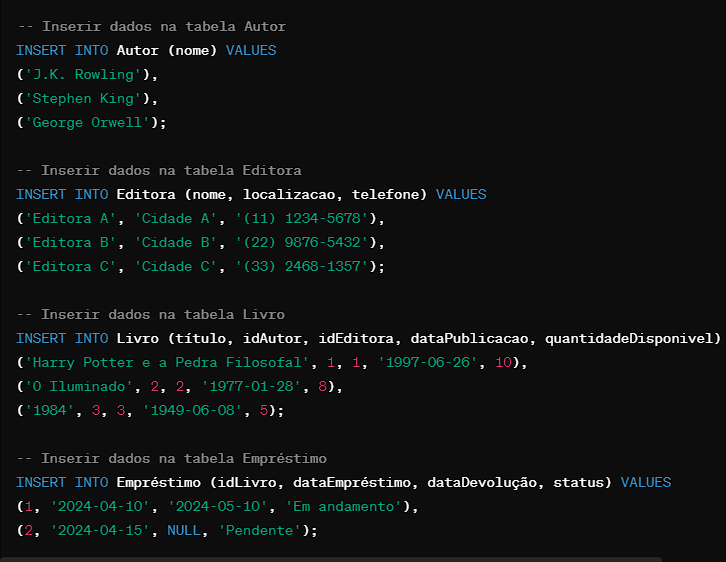 -- Inserir dados na tabela Autor
INSERT INTO Autor (nome) VALUES
('J.K. Rowling'),
('Stephen King'),
('George Orwell');
-- Inserir dados na tabela Editora
INSERT INTO Editora (nome, localizacao, telefone) VALUES
('Editora A', 'Cidade A', '(11) 1234-5678'),
('Editora B', 'Cidade B', '(22) 9876-5432'),
('Editora C', 'Cidade C', '(33) 2468-1357');
-- Inserir dados na tabela Livro
INSERT INTO Livro (título, idAutor, idEditora, dataPublicacao, quantidadeDisponivel)
('Harry Potter e a Pedra Filosofal', 1, 1, '1997-06-26', 10),
('O Iluminado', 2, 2, '1977-01-28', 8),
('1984', 3, 3, '1949-06-08', 5);
-- Inserir dados na tabela Empréstimo
INSERT INTO Empréstimo (idLivro, dataEmpréstimo, dataDevolução, status) VALUES
(1, '2024-04-10', '2024-05-10', 'Em andamento'),
(2, '2024-04-15', NULL, 'Pendente');